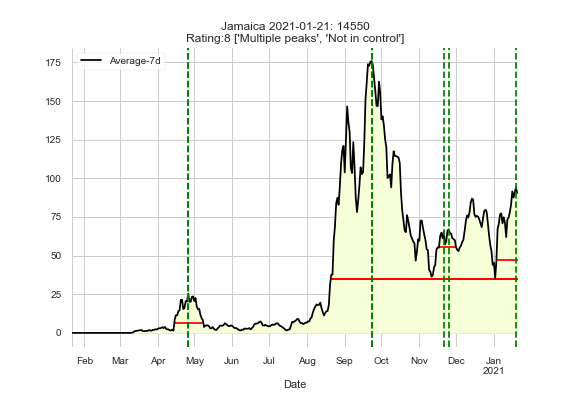 Jamaica 2021-01-21: 14550
Rating:8 ['Multiple peaks', 'Not in control']
Average-7d
175
150
125
100
75
50
25
0
Feb Mar Apr May Jun Jul Aug Sep Oct Nov Dec Jan
2021
Date